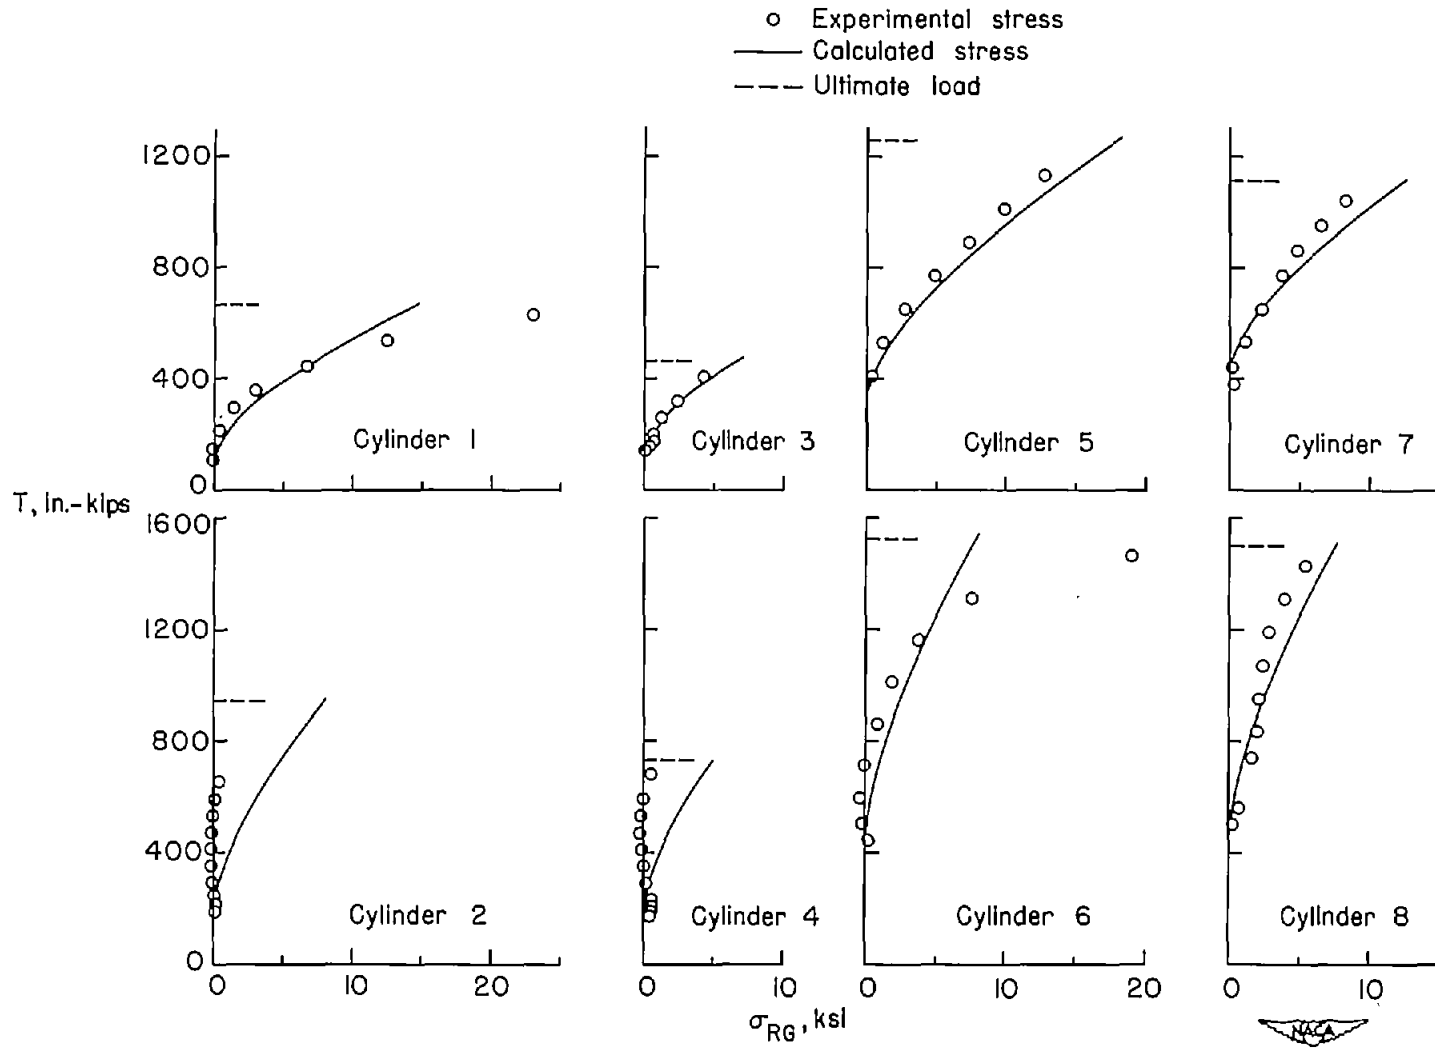 Experimental stress
Calculated stress
Ultimate load
1200
800
400
0
Cylinder 1
Cylinder 3
Cylinder 5
Cylinder 7
T, in.-kips
1600
1200
800
400
0
Cylinder 2
Cylinder 4
Cylinder 6
Cylinder 8
0 10 20
0 10
0 10 20
0 10
σRG, ksi
NACA